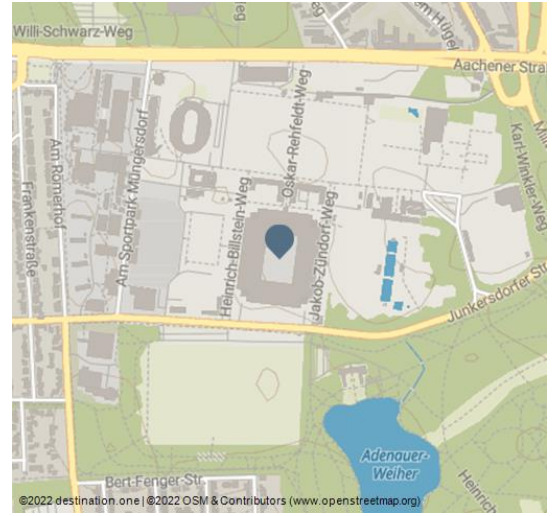 Willi-Schwarz-Weg
Aachener Straß
Am Sportpark Müngersdorf
Oskar-Rehfeldt-Weg
Am Römerhof
Frankenstraße
Heinrich-Billstein-Weg
Jakob-Zündorf-Weg
Karl-Winkler-Weg
Junkersdorfer Str
Adenauer-
Weiher
Bert-Fenger-Str.
Heinrich
©2022 destination.one | ©2022 OSM & Contributors (www.openstreetmap.org)